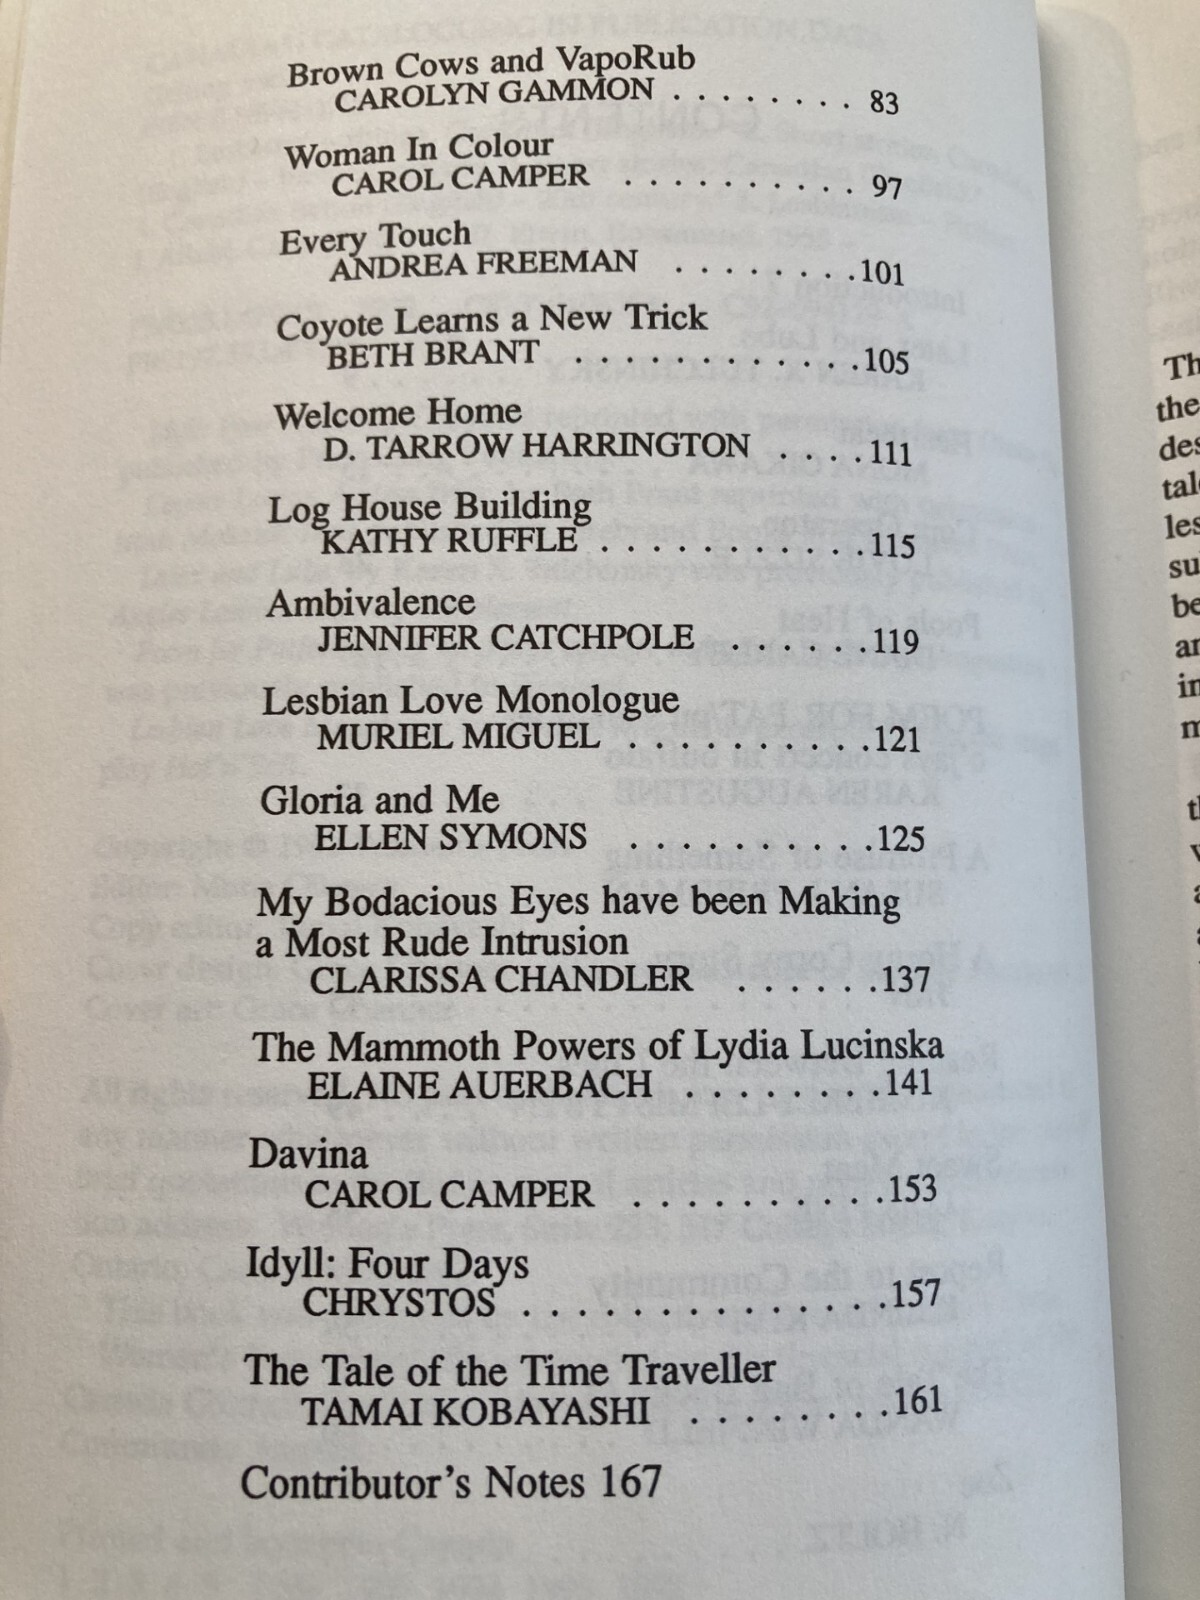 Brown Cows and VapoRub
CAROLYN GAMMON . . . . . . . . 83
Woman In Colour
CAROL CAMPER . . . . . . . . . . 97
Every Touch
ANDREA FREEMAN . . . . . . . .101
Coyote Learns a New Trick
BETH BRANT . . . . . . . . . . . .105
Welcome Home
D. TARROW HARRINGTON . . . .111
Log House Building
KATHY RUFFLE . . . . . . . . . . .115
Ambivalence
JENNIFER CATCHPOLE . . . . . .119
Lesbian Love Monologue
MURIEL MIGUEL . . . . . . . . . .121
Gloria and Me
ELLEN SYMONS . . . . . . . . . .125
My Bodacious Eyes have been Making
a Most Rude Intrusion
CLARISSA CHANDLER . . . . . .137
The Mammoth Powers of Lydia Lucinska
ELAINE AUERBACH . . . . . . . .141
Davina
CAROL CAMPER . . . . . . . . . .153
Idyll: Four Days
CHRYSTOS . . . . . . . . . . . . . .157
The Tale of the Time Traveller
TAMAI KOBAYASHI . . . . . . . .161
Contributor's Notes 167
the